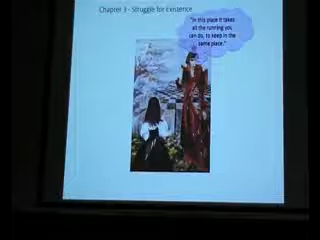 Chapter 3 - Struggle for Existence
"In this place it takes
all the running you
can do, to keep in the
same place."